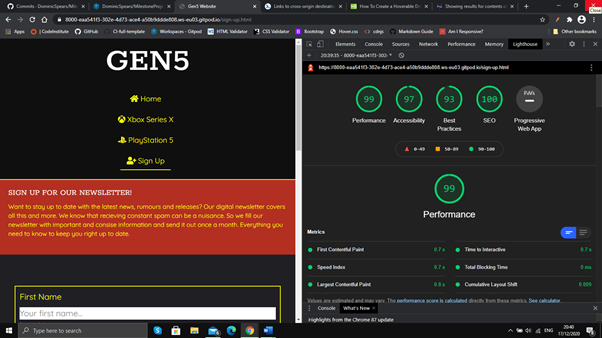 Commits · DominicSpears/Milesto
DominicSpears/MilestoneProje
Workspaces - Gitpod
Gen5 Website
Links to cross-origin destination
How To Create a Hoverable Dr
Showing results for contents o
Close
8000-eaa541f3-302e-4d73-ace4-a50b9ddde808.ws-eu03.gitpod.io/sign-up.html
Apps
DominicSpears/Mil...
CodeInstitute
GitHub
CI-full-template
Workspaces - Gitpod
HTML Validator
CSS Validator
Bootstrap
Hover.css
cdnjs
Markdown Guide
Am I Responsive?
Other bookmarks
GEN5
Home
Xbox Series X
PlayStation 5
Sign Up
SIGN UP FOR OUR NEWSLETTER!
Want to stay up to date with the latest news, rumours and releases? Our digital newsletter covers
all this and more. We know that recieving constant spam can be a nuisance. So we fill our
newsletter with important and consise information and send it out once a month. Everything you
need to know to keep you right up to date.
First Name
Your first name...
Elements
Console
Sources
Network
Performance
Memory
Lighthouse
20:39:35 - 8000-eaa541f3-302
https://8000-eaa541f3-302e-4d73-ace4-a50b9ddde808.ws-eu03.gitpod.io/sign-up.html
99
97
93
100
Performance
Accessibility
Best
Practices
SEO
Progressive
Web App
0–49
50–89
90–100
99
Performance
Metrics
First Contentful Paint
0.7 s
Time to Interactive
0.7 s
Speed Index
0.7 s
Total Blocking Time
0 ms
Largest Contentful Paint
0.8 s
Cumulative Layout Shift
0.009
Values are estimated and may vary. The performance score is calculated directly from these metrics. See calculator.
Console
What's New
Highlights from the Chrome 87 update
Type here to search
ENG
20:40
17/12/2020